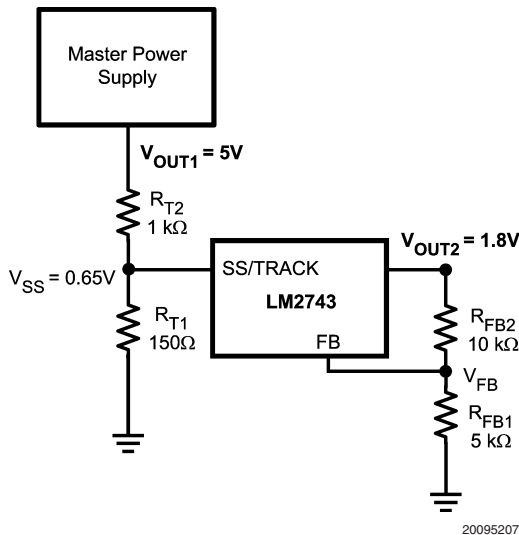 Master Power
Supply
VOUT1 = 5V
RT2
1 kΩ
VSS = 0.65V
RT1
150Ω
SS/TRACK
LM2743
FB
VOUT2 = 1.8V
RFB2
10 kΩ
VFB
RFB1
5 kΩ
20095207